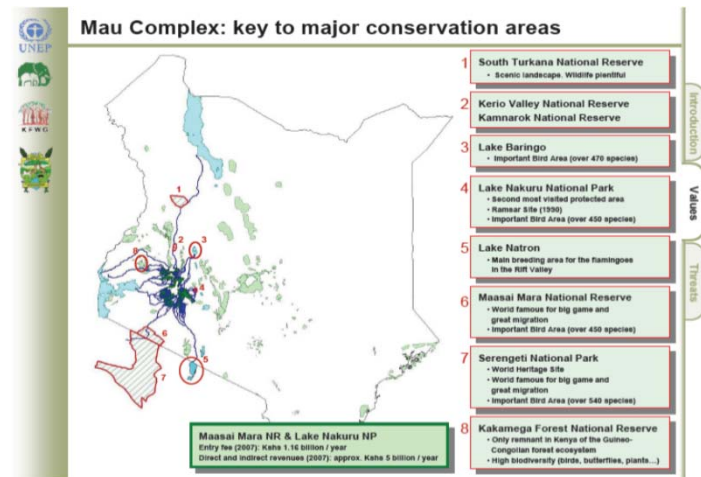 Mau Complex: key to major conservation areas
UNEP
KFWG
1
South Turkana National Reserve
• Scenic landscape. Wildlife plentiful
2
Kerio Valley National Reserve
Kamnarok National Reserve
3
Lake Baringo
• Important Bird Area (over 470 species)
4
Lake Nakuru National Park
• Second most visited protected area
• Ramsar Site (1990)
• Important Bird Area (over 450 species)
5
Lake Natron
• Main breeding area for the flamingoes
in the Rift Valley
6
Maasai Mara National Reserve
• World famous for big game and
great migration
• Important Bird Area (over 450 species)
7
Serengeti National Park
• World Heritage Site
• World famous for big game and
great migration
• Important Bird Area (over 540 species)
8
Kakamega Forest National Reserve
• Only remnant in Kenya of the Guineo-
Congolian forest ecosystem
• High biodiversity (birds, butterflies, plants...)
1
2
3
8
4
6
5
7
Maasai Mara NR & Lake Nakuru NP
Entry fee (2007): Kshs 1.16 billion / year
Direct and indirect revenues (2007): approx. Kshs 5 billion / year
Introduction
Values
Threats